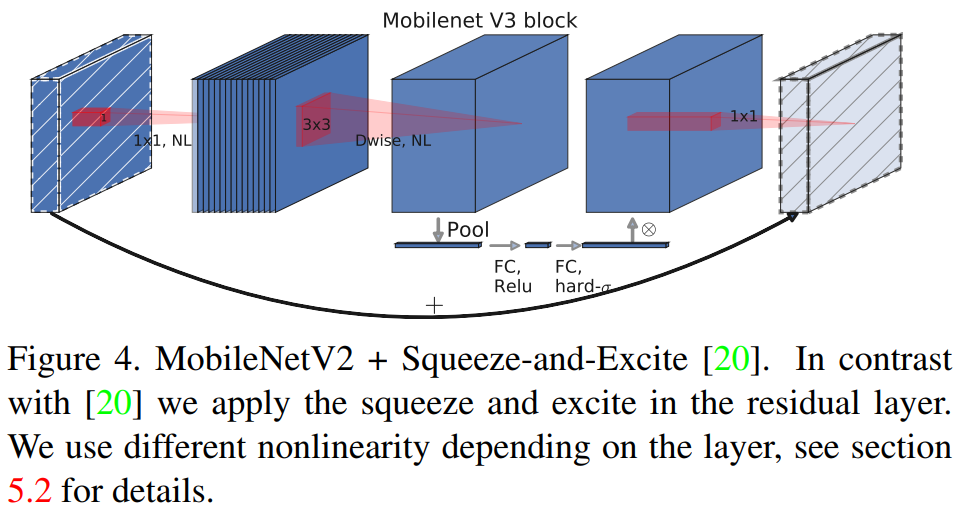 Mobilenet V3 block
1
1x1, NL
3x3
Dwise, NL
1x1
Pool
⊗
FC,
Relu
FC,
hard-σ
+
Figure 4. MobileNetV2 + Squeeze-and-Excite [20]. In contrast
with [20] we apply the squeeze and excite in the residual layer.
We use different nonlinearity depending on the layer, see section
5.2 for details.